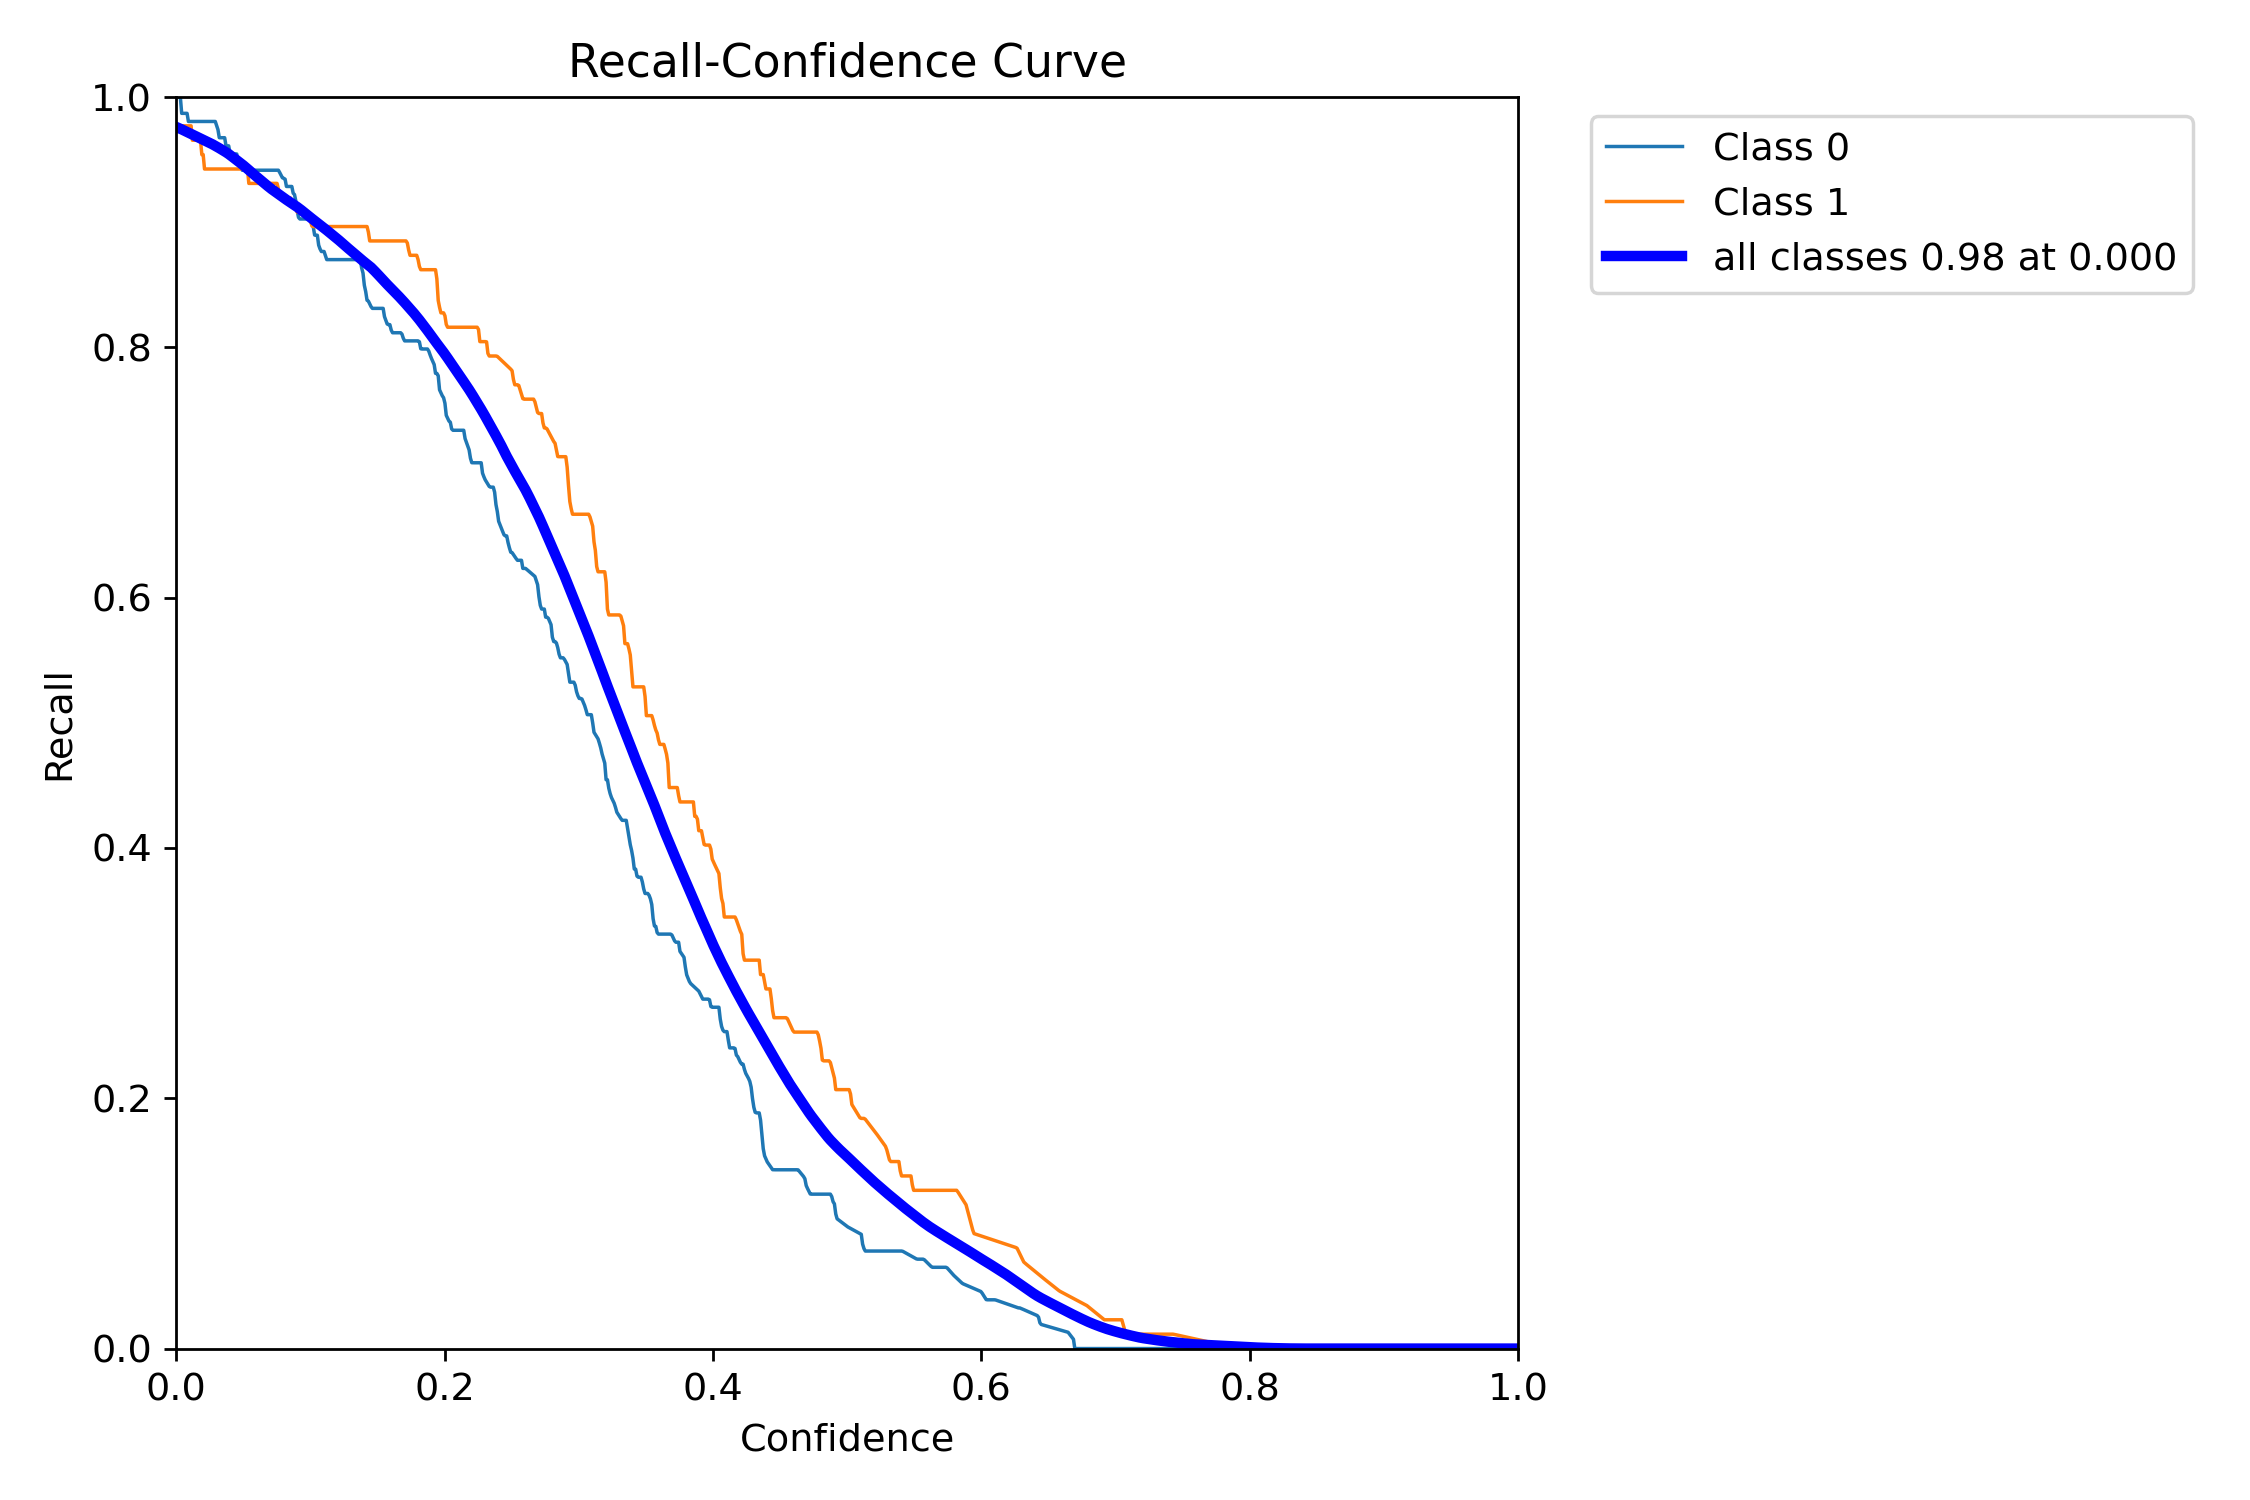 Recall-Confidence Curve
1.0
0.8
0.6
0.4
0.2
0.0
Recall
0.0 0.2 0.4 0.6 0.8 1.0
Confidence
Class 0
Class 1
all classes 0.98 at 0.000